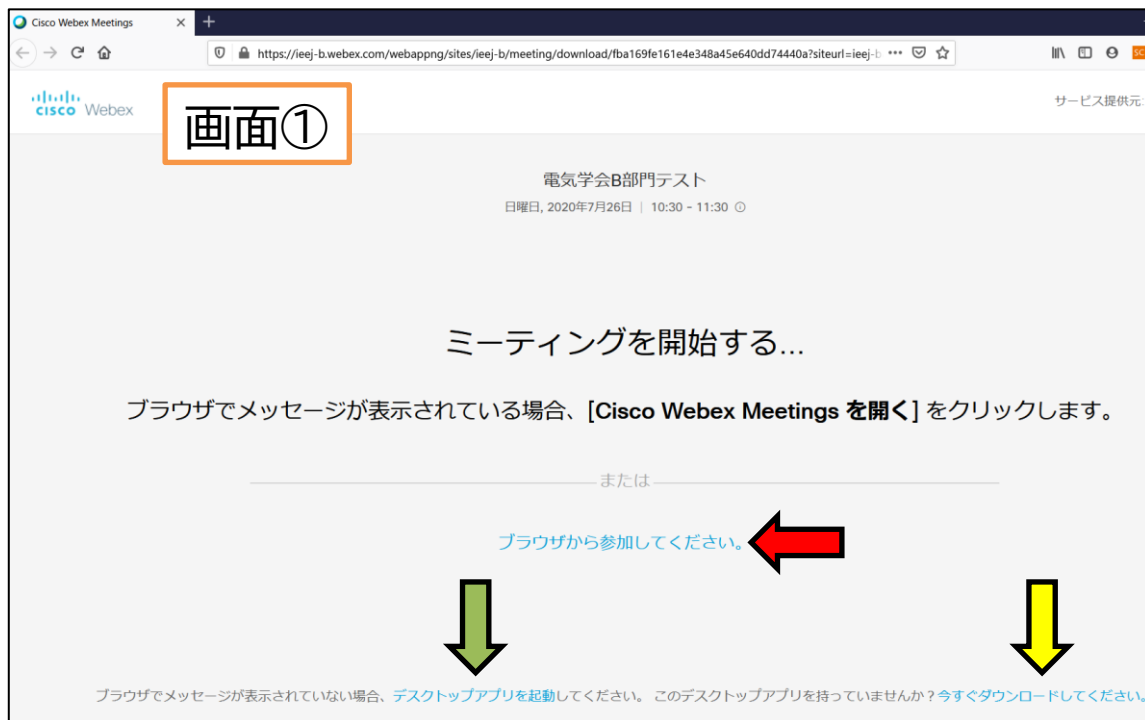 Cisco Webex Meetings
https://ieej-b.webex.com/webappng/sites/ieej-b/meeting/download/fba169fe161e4e348a45e640dd74440a?siteurl=ieej-b
cisco Webex
画面①
サービス提供元:
電気学会B部門テスト
日曜日, 2020年7月26日 | 10:30 - 11:30
ミーティングを開始する...
ブラウザでメッセージが表示されている場合、[Cisco Webex Meetings を開く] をクリックします。
または
ブラウザから参加してください。
ブラウザでメッセージが表示されていない場合、デスクトップアプリを起動してください。 このデスクトップアプリを持っていませんか？今すぐダウンロードしてください。